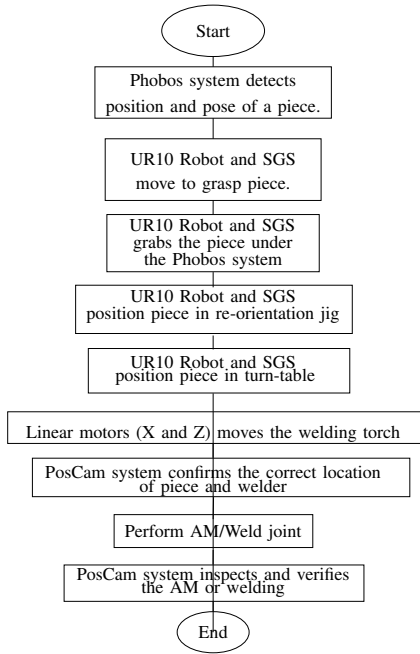 Start
Phobos system detects
position and pose of a piece.
UR10 Robot and SGS
move to grasp piece.
UR10 Robot and SGS
grabs the piece under
the Phobos system
UR10 Robot and SGS
position piece in re-orientation jig
UR10 Robot and SGS
position piece in turn-table
Linear motors (X and Z) moves the welding torch
PosCam system confirms the correct location
of piece and welder
Perform AM/Weld joint
PosCam system inspects and verifies
the AM or welding
End